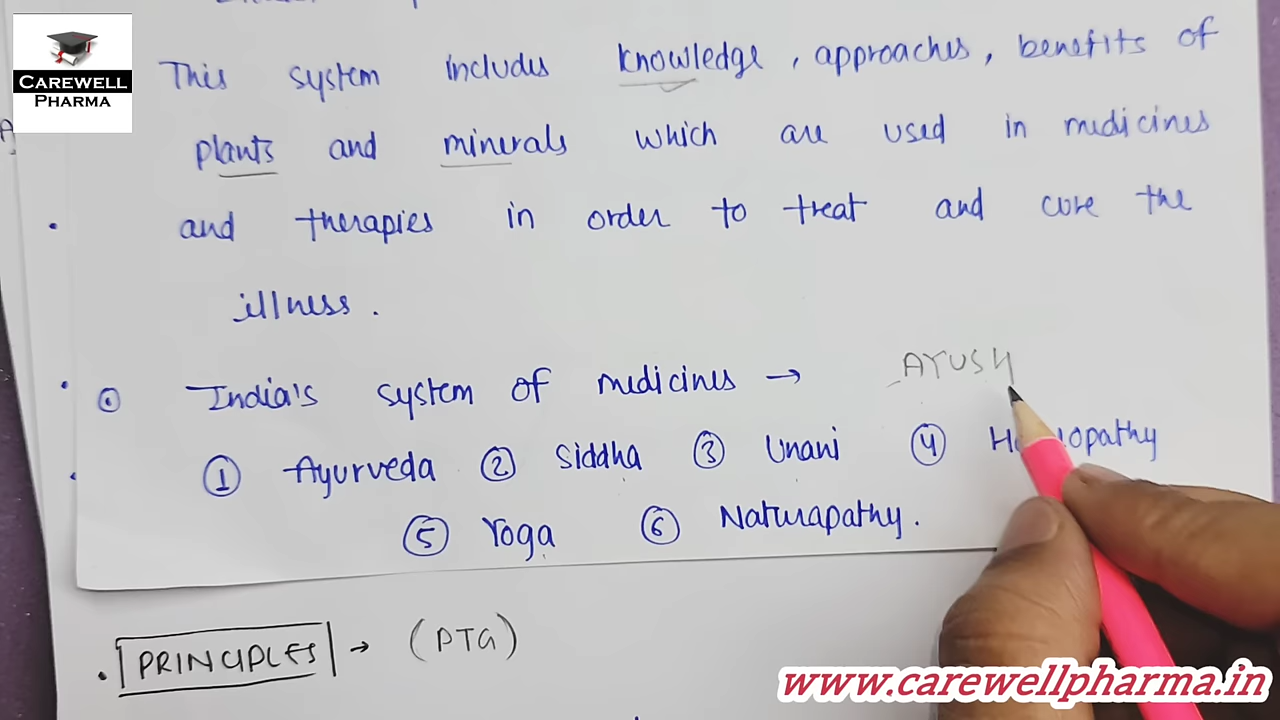 CAREWELL
PHARMA
This system includes knowledge, approaches, benefits of
plants and minerals which are used in medicines
and therapies in order to treat and cure the
illness.
India's system of medicines → AYUSH
① Ayurveda ② Siddha ③ Unani ④
⑤ Yoga ⑥ Naturapathy.
. PRINCIPLES → (PTG)
www.carewellpharma.in